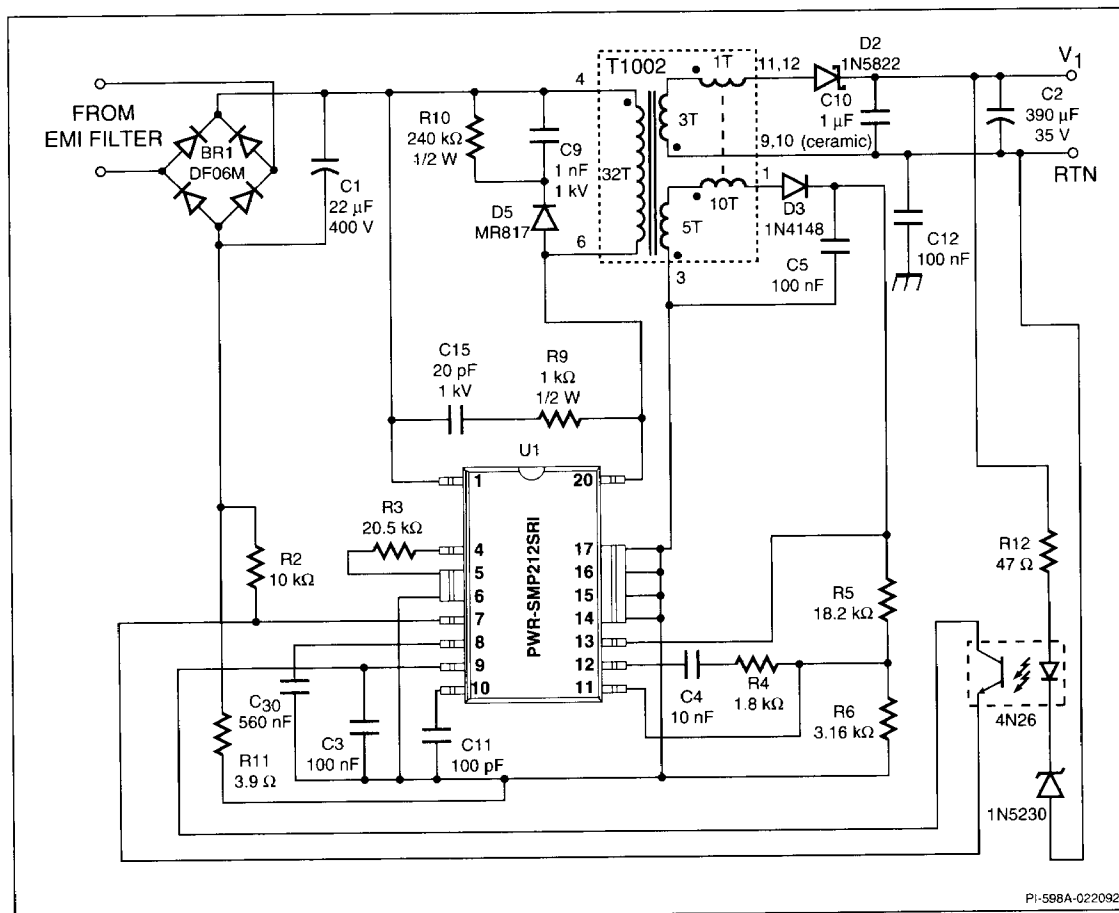 FROM
EMI FILTER
BR1
DF06M
C1
22 µF
400 V
R10
240 kΩ
1/2 W
C9
1 nF
1 kV
D5
MR817
4
6
T1002
32T
1T
3T
5T
10T
11,12
9,10 (ceramic)
1
3
D2
1N5822
C10
1 µF
V1
C2
390 µF
35 V
RTN
D3
1N4148
C5
100 nF
C12
100 nF
C15
20 pF
1 kV
R9
1 kΩ
1/2 W
U1
PWR-SMP212SRI
1
4
5
6
7
8
9
10
20
17
16
15
14
13
12
11
R3
20.5 kΩ
R2
10 kΩ
C30
560 nF
R11
3.9 Ω
C3
100 nF
C11
100 pF
C4
10 nF
R4
1.8 kΩ
R5
18.2 kΩ
R6
3.16 kΩ
R12
47 Ω
4N26
1N5230
PI-598A-022092